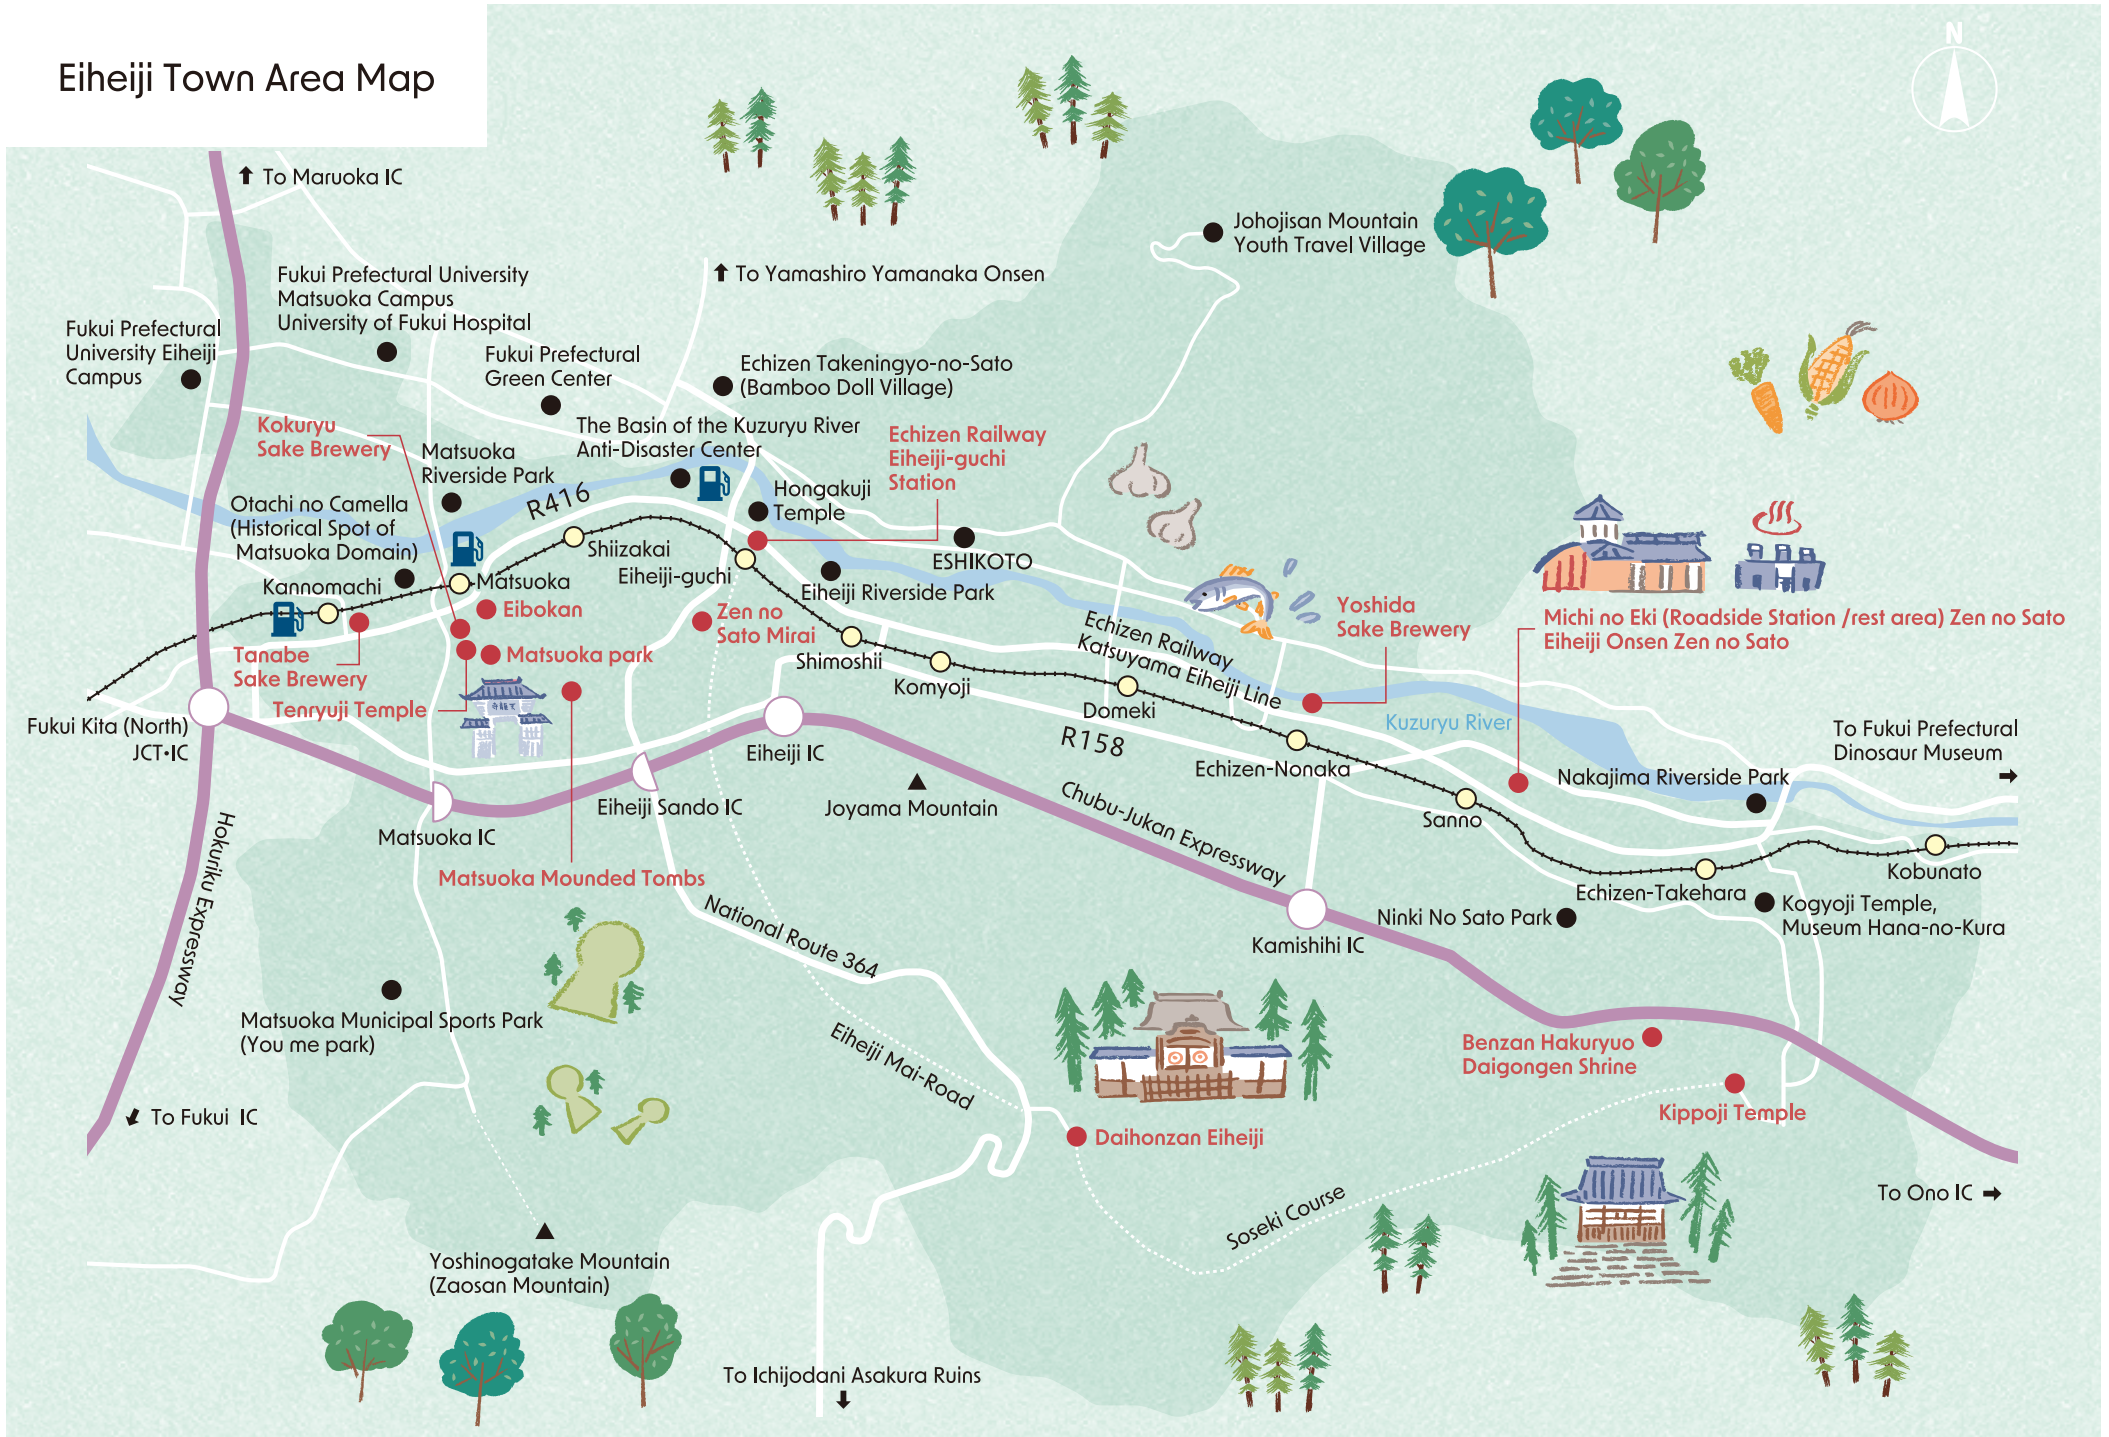 Eiheiji Town Area Map
N
To Maruoka IC
Johojisan Mountain
Youth Travel Village
To Yamashiro Yamanaka Onsen
Fukui Prefectural University
Matsuoka Campus
University of Fukui Hospital
Fukui Prefectural
University Eiheiji
Campus
Fukui Prefectural
Green Center
Echizen Takeningyo-no-Sato
(Bamboo Doll Village)
Kokuryu
Sake Brewery
The Basin of the Kuzuryu River
Anti-Disaster Center
Echizen Railway
Eiheiji-guchi
Station
Matsuoka
Riverside Park
R416
Hongakuji
Temple
Otachi no Camella
(Historical Spot of
Matsuoka Domain)
Shiizakai
Eiheiji-guchi
ESHIKOTO
Kannomachi
Matsuoka
Eiheiji Riverside Park
Eibokan
Zen no
Sato Mirai
Yoshida
Sake Brewery
Michi no Eki (Roadside Station /rest area) Zen no Sato
Eiheiji Onsen Zen no Sato
Echizen Railway
Katsuyama Eiheiji Line
Tanabe
Sake Brewery
Matsuoka park
Shimoshii
Komyoji
Tenryuji Temple
Domeki
Kuzuryu River
Fukui Kita (North)
JCT•IC
R158
To Fukui Prefectural
Dinosaur Museum
Eiheiji IC
Echizen-Nonaka
Nakajima Riverside Park
Eiheiji Sando IC
Joyama Mountain
Chubu-Jukan Expressway
Sanno
Matsuoka IC
Hokuriku Expressway
Matsuoka Mounded Tombs
Kobunato
Echizen-Takehara
National Route 364
Ninki No Sato Park
Kogyoji Temple,
Museum Hana-no-Kura
Kamishihi IC
Matsuoka Municipal Sports Park
(You me park)
Eiheiji Mai-Road
Benzan Hakuryuo
Daigongen Shrine
To Fukui IC
Kippoji Temple
Daihonzan Eiheiji
Soseki Course
To Ono IC
Yoshinogatake Mountain
(Zaosan Mountain)
To Ichijodani Asakura Ruins